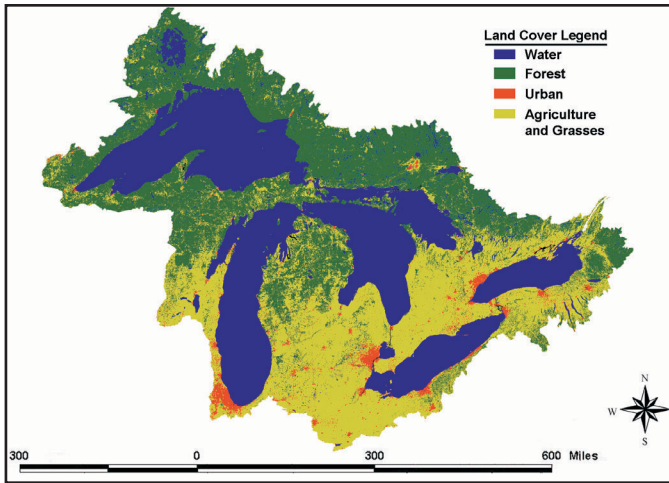 Land Cover Legend
Water
Forest
Urban
Agriculture
and Grasses
N
W E
S
300 0 300 600 Miles